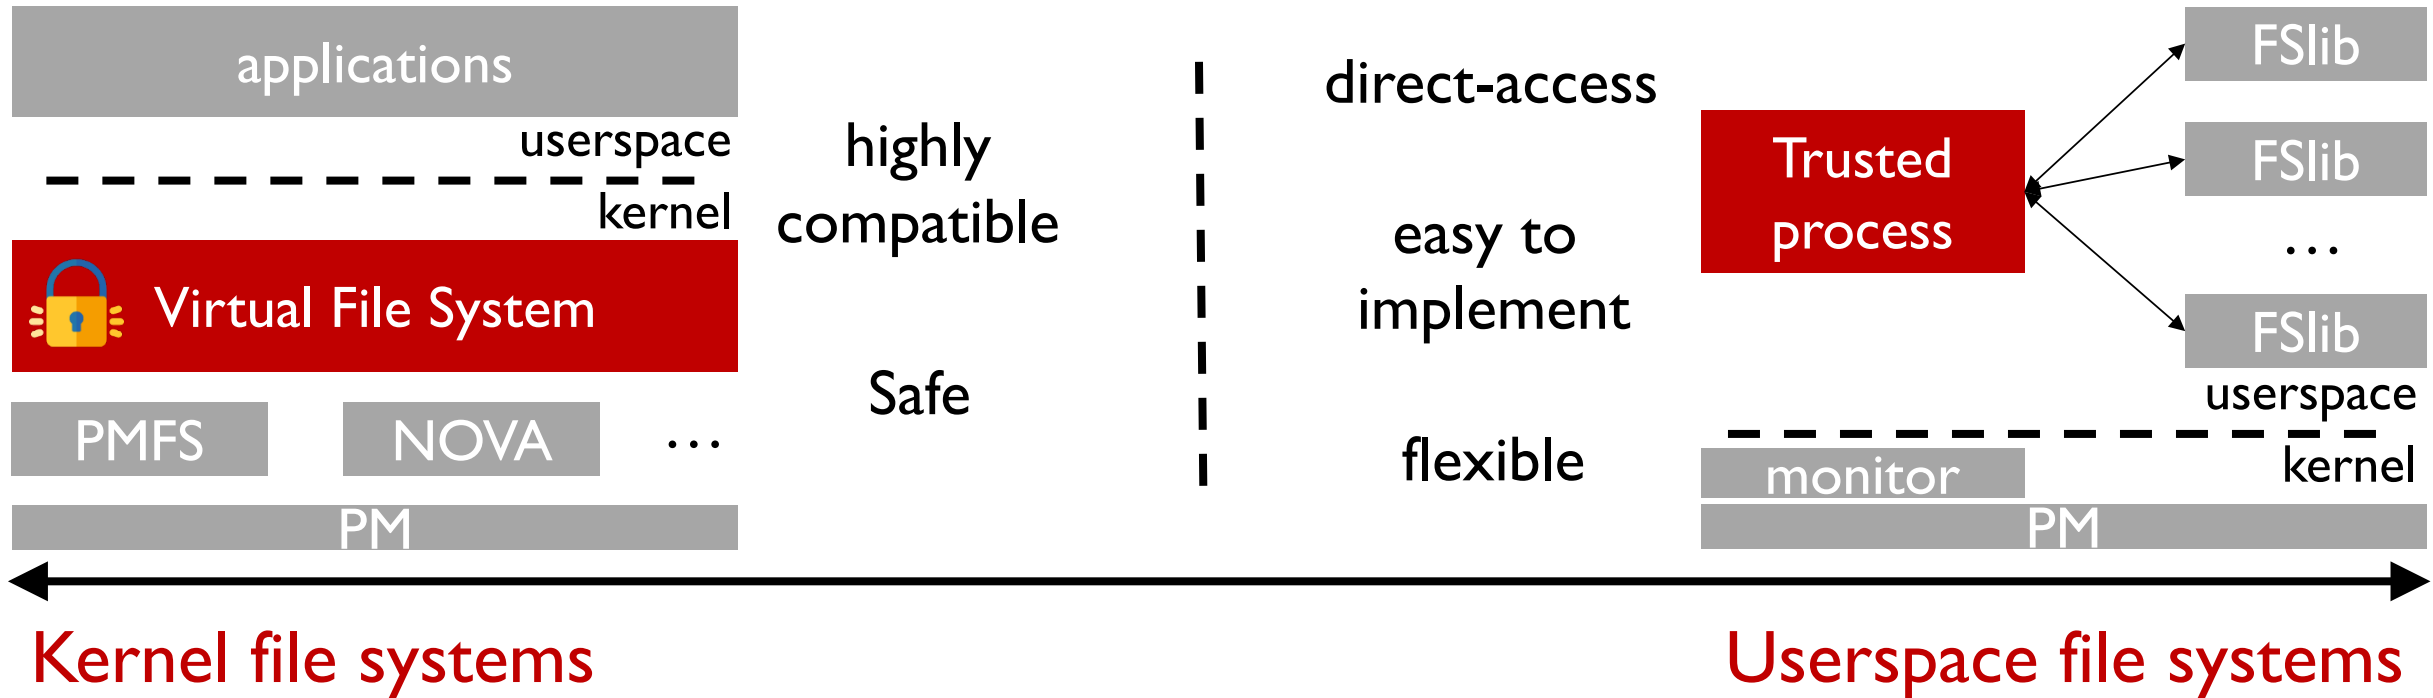 applications
userspace
kernel
Virtual File System
PMFS
NOVA
...
PM
highly
compatible
Safe
direct-access
easy to
implement
flexible
Trusted
process
FSlib
FSlib
...
FSlib
userspace
kernel
monitor
PM
Kernel file systems
Userspace file systems